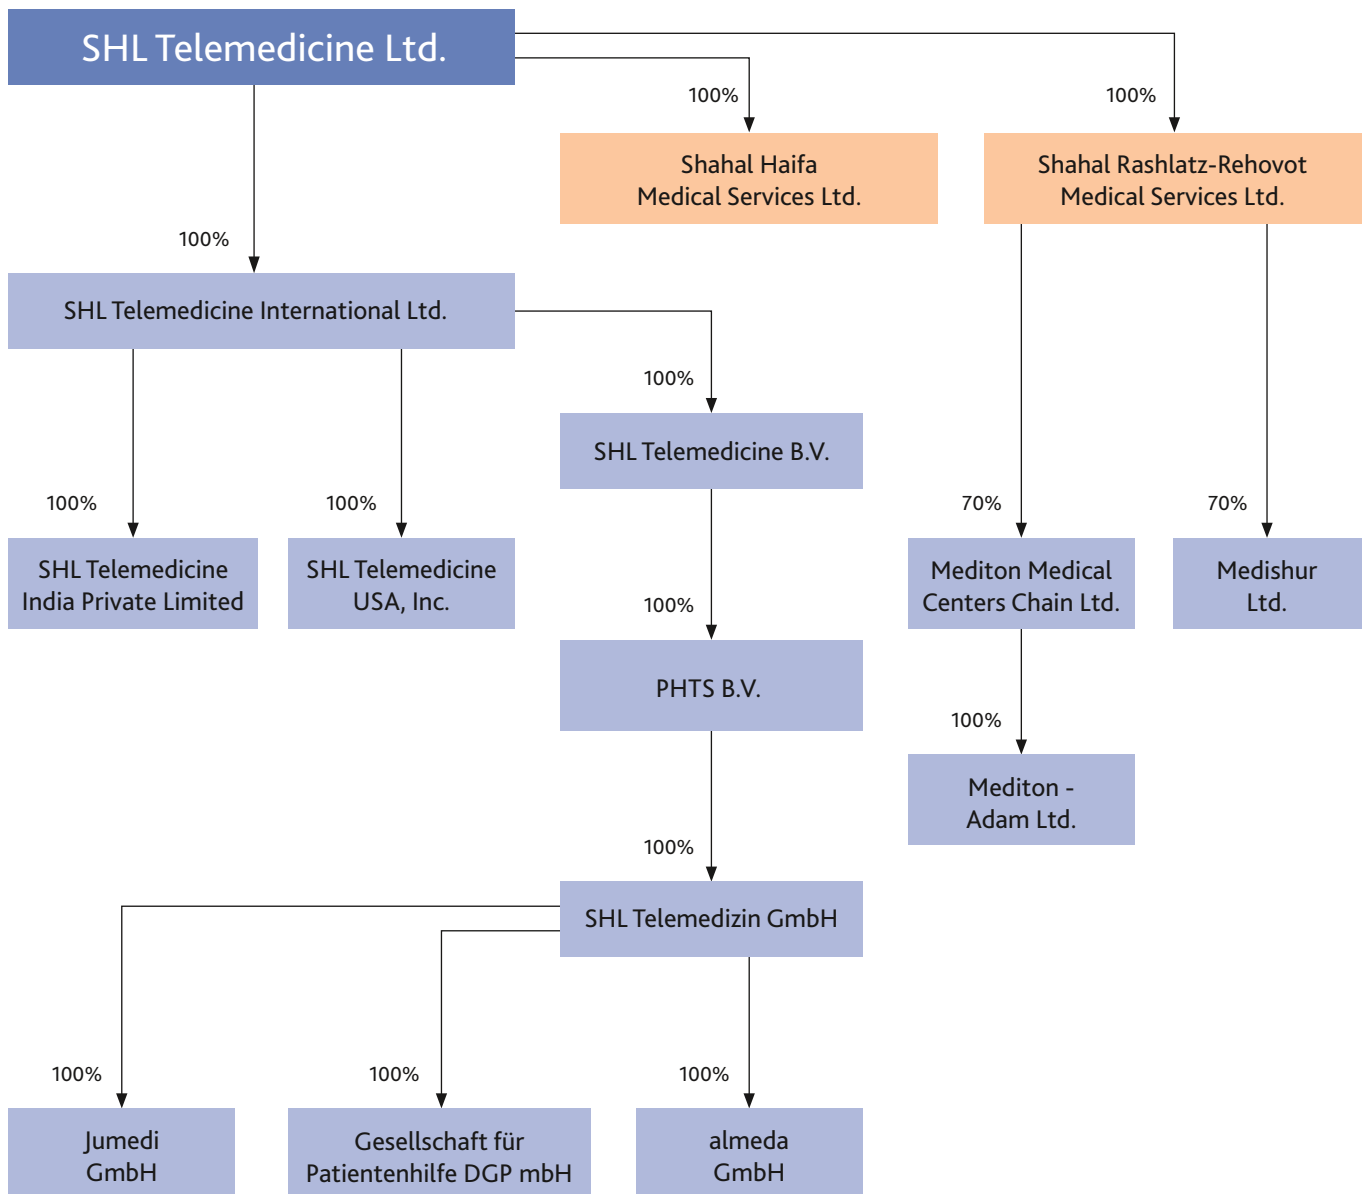 SHL Telemedicine Ltd.
100%
100%
Shahal Haifa
Medical Services Ltd.
Shahal Rashlatz-Rehovot
Medical Services Ltd.
100%
SHL Telemedicine International Ltd.
100%
SHL Telemedicine B.V.
100%
100%
70%
70%
SHL Telemedicine
India Private Limited
SHL Telemedicine
USA, Inc.
Mediton Medical
Centers Chain Ltd.
Medishur
Ltd.
100%
PHTS B.V.
100%
Mediton -
Adam Ltd.
100%
SHL Telemedizin GmbH
100%
100%
100%
Jumedi
GmbH
Gesellschaft für
Patientenhilfe DGP mbH
almeda
GmbH